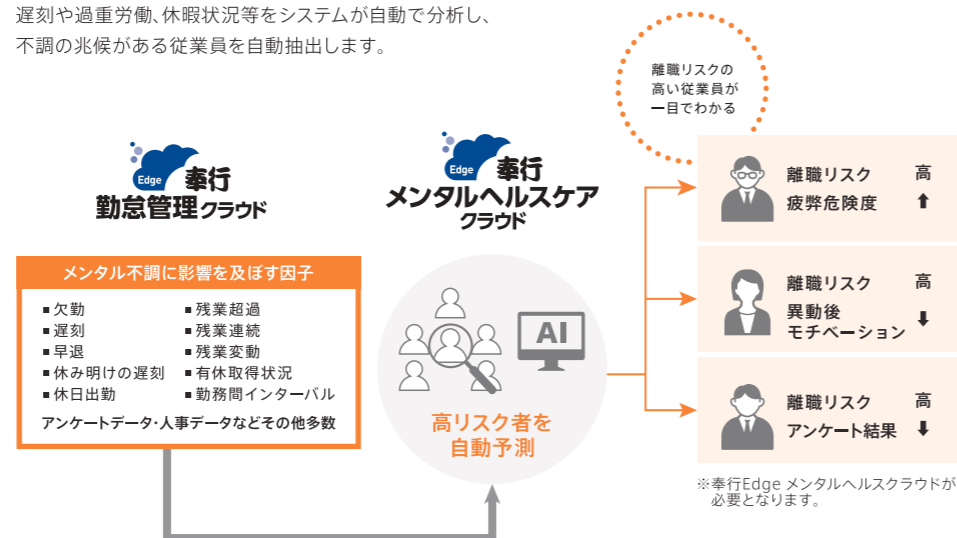 遅刻や過重労働、休暇状況等をシステムが自動で分析し、
不調の兆候がある従業員を自動抽出します。
離職リスクの
高い従業員が
一目でわかる
Edge 奉行
勤怠管理クラウド
Edge 奉行
メンタルヘルスケア
クラウド
メンタル不調に影響を及ぼす因子
■欠勤
■遅刻
■早退
■休み明けの遅刻
■休日出勤
■残業超過
■残業連続
■残業変動
■有休取得状況
■勤務間インターバル
アンケートデータ・人事データなどその他多数
AI
高リスク者を
自動予測
離職リスク 高
疲弊危険度 ⬆
離職リスク 高
異動後
モチベーション ⬇
離職リスク 高
アンケート結果 ⬇
※奉行Edge メンタルヘルスクラウドが
必要となります。